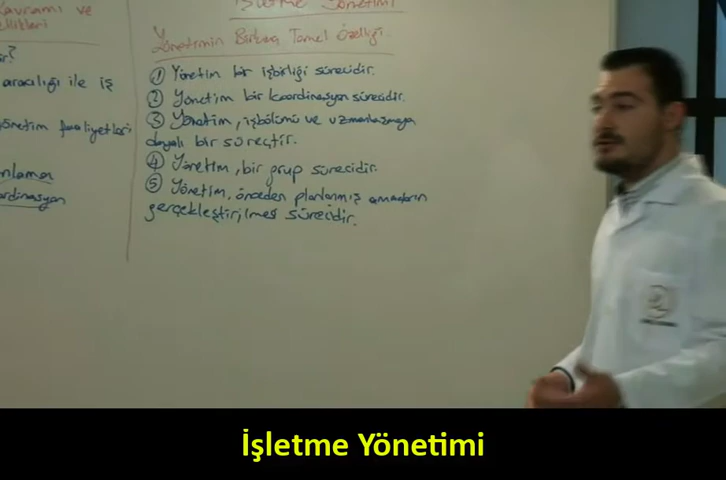 Kavramı ve
İşletme Yönetimi
Yönetimin Birkaç Temel Özelliği.
① Yönetim bir işbirliği sürecidir.
aracılığı ile iş
② Yönetim bir koordinasyon sürecidir.
③ Yönetim, işbölümü ve uzmanlaşmaya
yönetim faaliyetleri
dayalı bir süreçtir.
④ Yönetim, bir grup sürecidir.
⑤ Yönetim, önceden planlanmış amaçların
gerçekleştirilmesi sürecidir.
İşletme Yönetimi